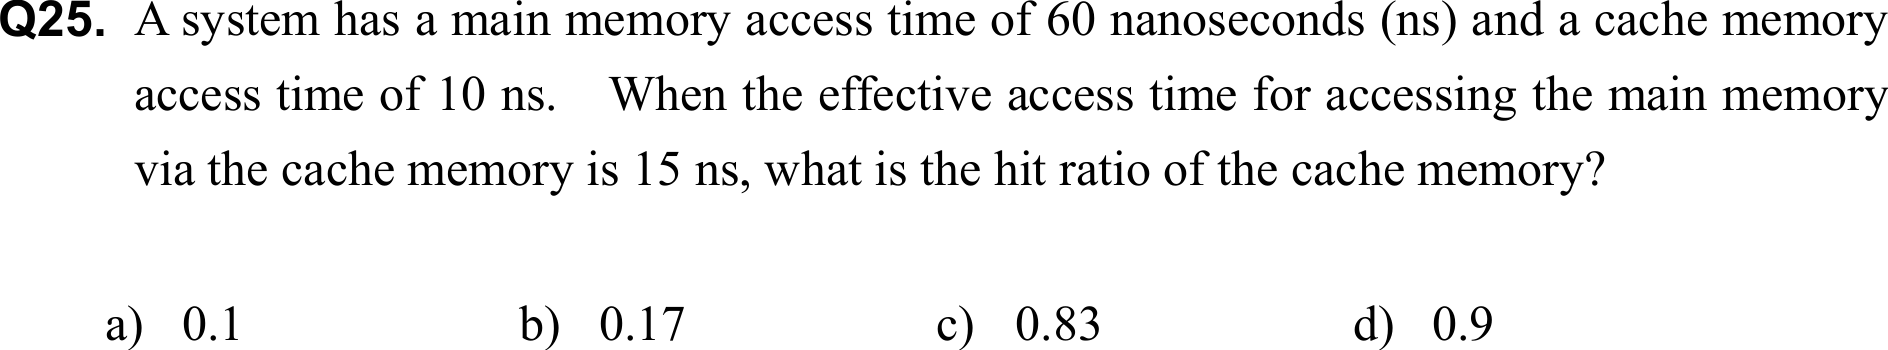 Q25. A system has a main memory access time of 60 nanoseconds (ns) and a cache memory
access time of 10 ns. When the effective access time for accessing the main memory
via the cache memory is 15 ns, what is the hit ratio of the cache memory?
a) 0.1 b) 0.17 c) 0.83 d) 0.9